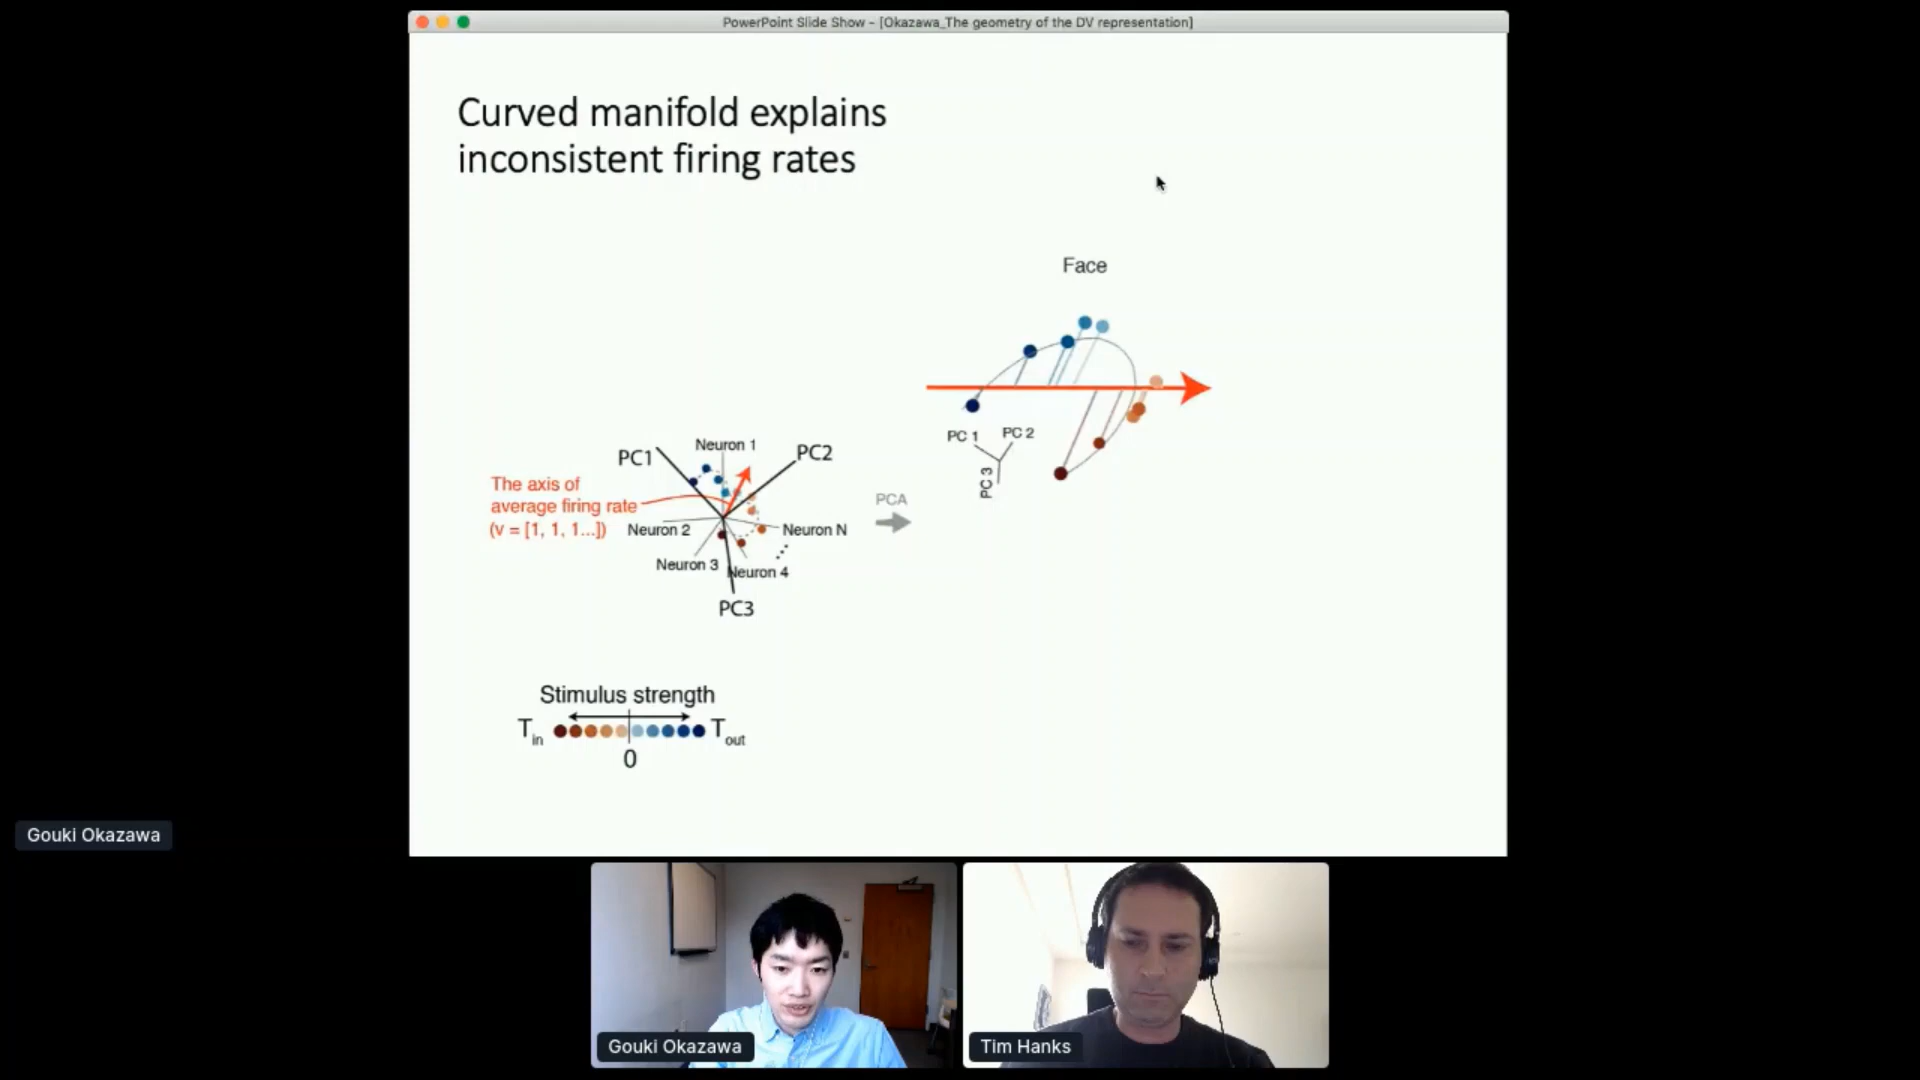 PowerPoint Slide Show - [Okazawa_The geometry of the DV representation]
Curved manifold explains
inconsistent firing rates
Face
PC 1
PC 2
PC 3
PC1
Neuron 1
PC2
The axis of
average firing rate
(v = [1, 1, 1...])
Neuron 2
Neuron N
Neuron 3
Neuron 4
PC3
PCA
Stimulus strength
Tin
Tout
0
Gouki Okazawa
Gouki Okazawa
Tim Hanks